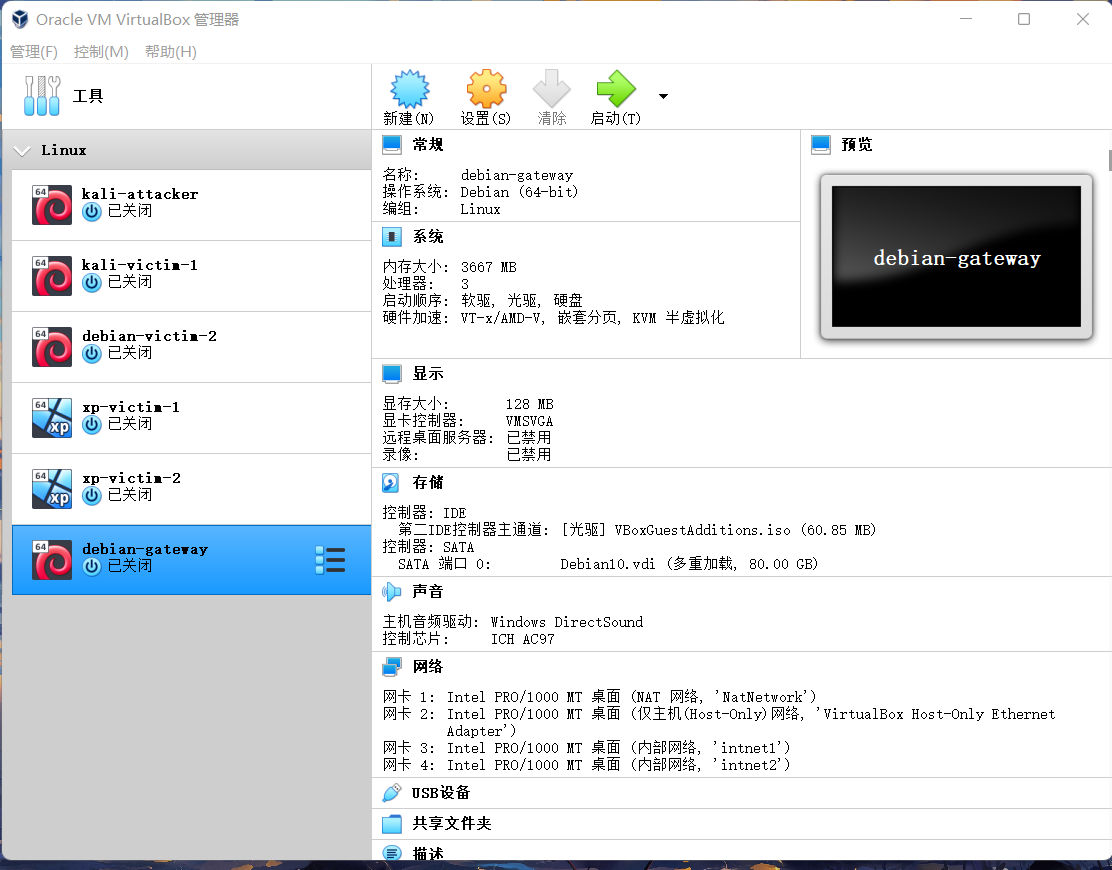 Oracle VM VirtualBox 管理器
管理(F) 控制(M) 帮助(H)
工具
新建(N) 设置(S) 清除 启动(T)
Linux
64 kali-attacker
已关闭
64 kali-victim-1
已关闭
64 debian-victim-2
已关闭
64 xp xp-victim-1
已关闭
64 xp xp-victim-2
已关闭
64 debian-gateway
已关闭
常规
名称: debian-gateway
操作系统: Debian (64-bit)
编组: Linux
预览
debian-gateway
系统
内存大小: 3667 MB
处理器: 3
启动顺序: 软驱, 光驱, 硬盘
硬件加速: VT-x/AMD-V, 嵌套分页, KVM 半虚拟化
显示
显存大小: 128 MB
显卡控制器: VMSVGA
远程桌面服务器: 已禁用
录像: 已禁用
存储
控制器: IDE
第二IDE控制器主通道: [光驱] VBoxGuestAdditions.iso (60.85 MB)
控制器: SATA
SATA 端口 0: Debian10.vdi (多重加载, 80.00 GB)
声音
主机音频驱动: Windows DirectSound
控制芯片: ICH AC97
网络
网卡 1: Intel PRO/1000 MT 桌面 (NAT 网络, 'NatNetwork')
网卡 2: Intel PRO/1000 MT 桌面 (仅主机(Host-Only)网络, 'VirtualBox Host-Only Ethernet
Adapter')
网卡 3: Intel PRO/1000 MT 桌面 (内部网络, 'intnet1')
网卡 4: Intel PRO/1000 MT 桌面 (内部网络, 'intnet2')
USB设备
共享文件夹
描述